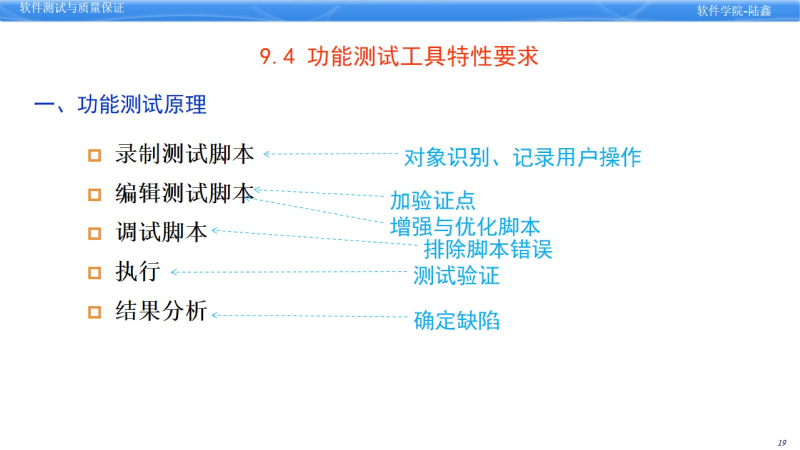 软件测试与质量保证
软件学院-陆鑫
9.4 功能测试工具特性要求
一、功能测试原理
录制测试脚本
对象识别、记录用户操作
编辑测试脚本
加验证点
增强与优化脚本
调试脚本
排除脚本错误
执行
测试验证
结果分析
确定缺陷
19